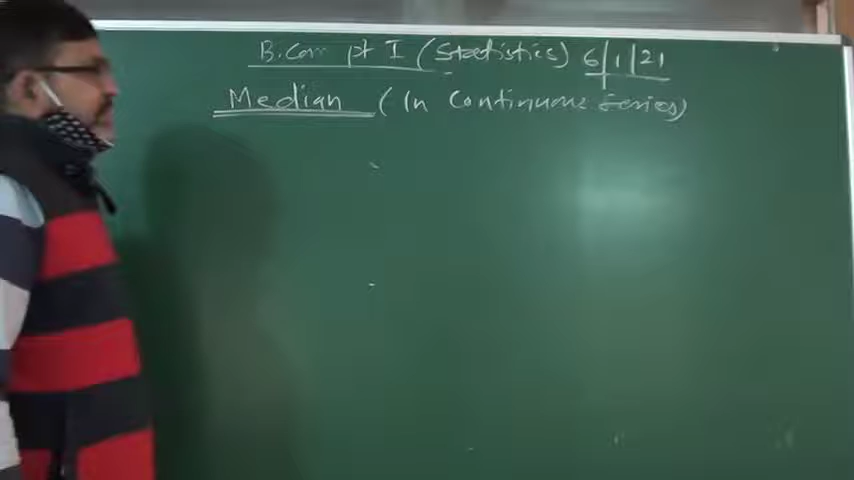 B.Com pt I (Statistics) 6/1/21
Median (In Continuous Series)